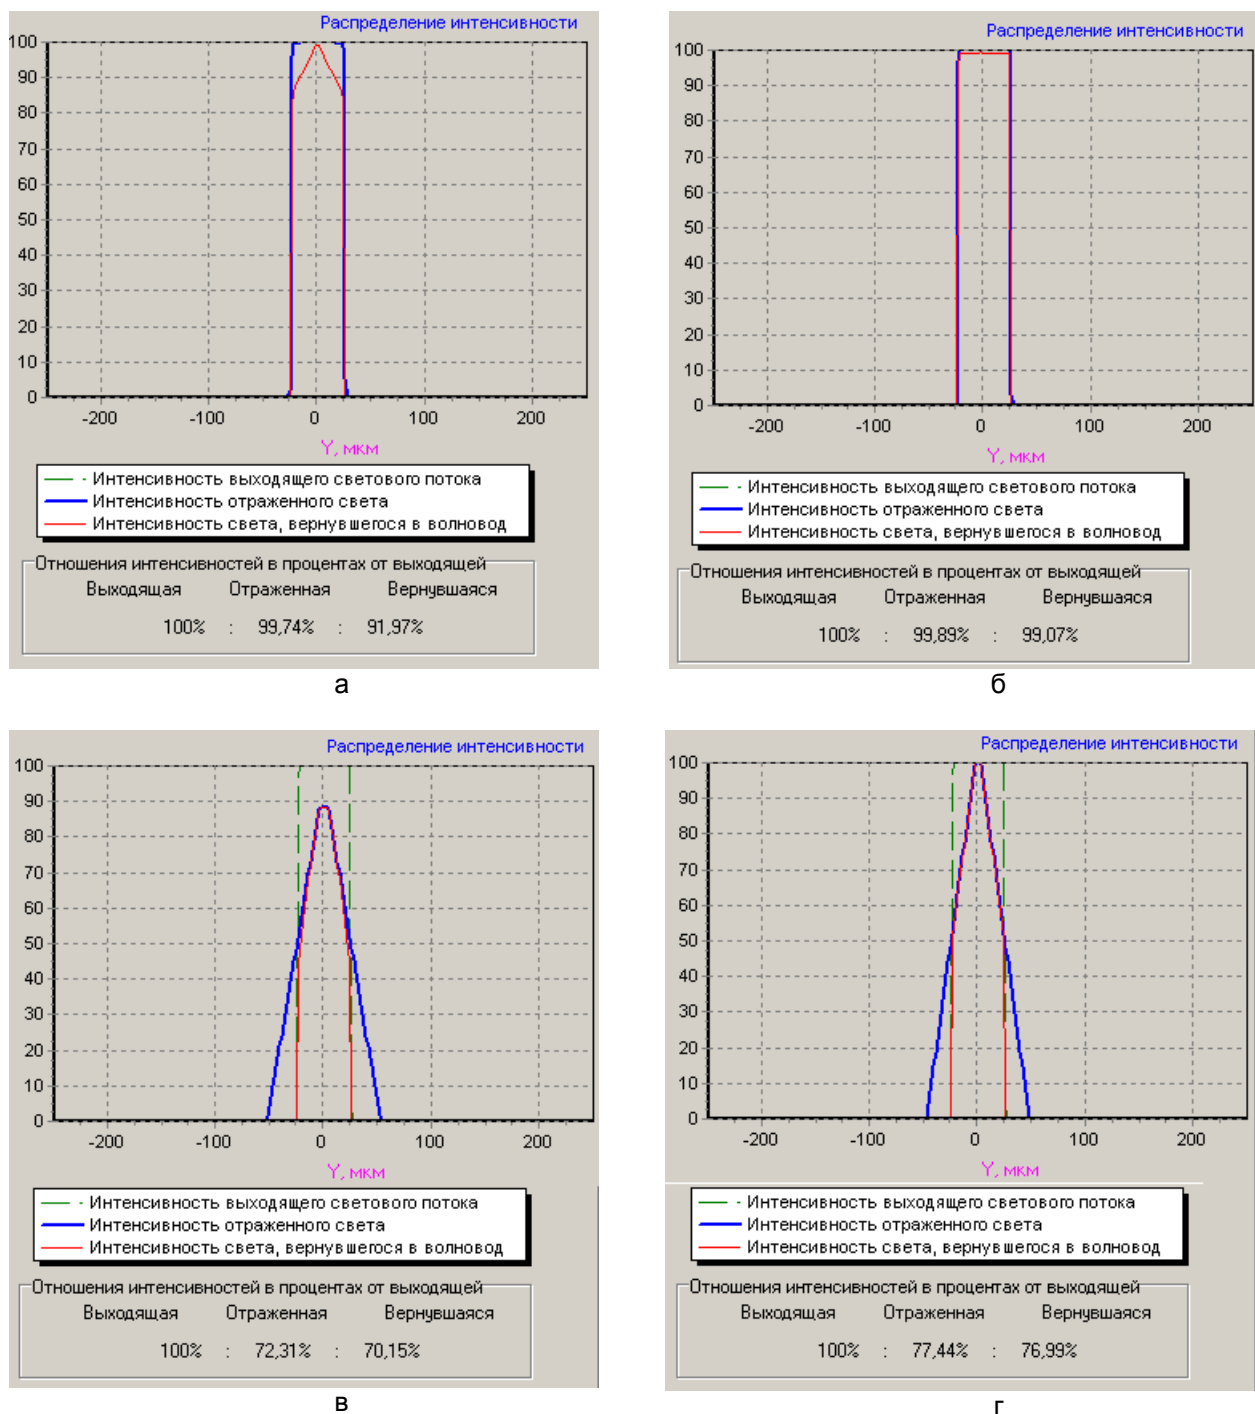 Распределение интенсивности
100
90
80
70
60
50
40
30
20
10
0
-200 -100 0 100 200
Y, мкм
Интенсивность выходящего светового потока
Интенсивность отраженного света
Интенсивность света, вернувшегося в волновод
Отношения интенсивностей в процентах от выходящей
Выходящая Отраженная Вернувшаяся
100% : 99,74% : 91,97%
а
Распределение интенсивности
100
90
80
70
60
50
40
30
20
10
0
-200 -100 0 100 200
Y, мкм
Интенсивность выходящего светового потока
Интенсивность отраженного света
Интенсивность света, вернувшегося в волновод
Отношения интенсивностей в процентах от выходящей
Выходящая Отраженная Вернувшаяся
100% : 99,89% : 99,07%
б
Распределение интенсивности
100
90
80
70
60
50
40
30
20
10
0
-200 -100 0 100 200
Y, мкм
Интенсивность выходящего светового потока
Интенсивность отраженного света
Интенсивность света, вернувшегося в волновод
Отношения интенсивностей в процентах от выходящей
Выходящая Отраженная Вернувшаяся
100% : 72,31% : 70,15%
в
Распределение интенсивности
100
90
80
70
60
50
40
30
20
10
0
-200 -100 0 100 200
Y, мкм
Интенсивность выходящего светового потока
Интенсивность отраженного света
Интенсивность света, вернувшегося в волновод
Отношения интенсивностей в процентах от выходящей
Выходящая Отраженная Вернувшаяся
100% : 77,44% : 76,99%
г